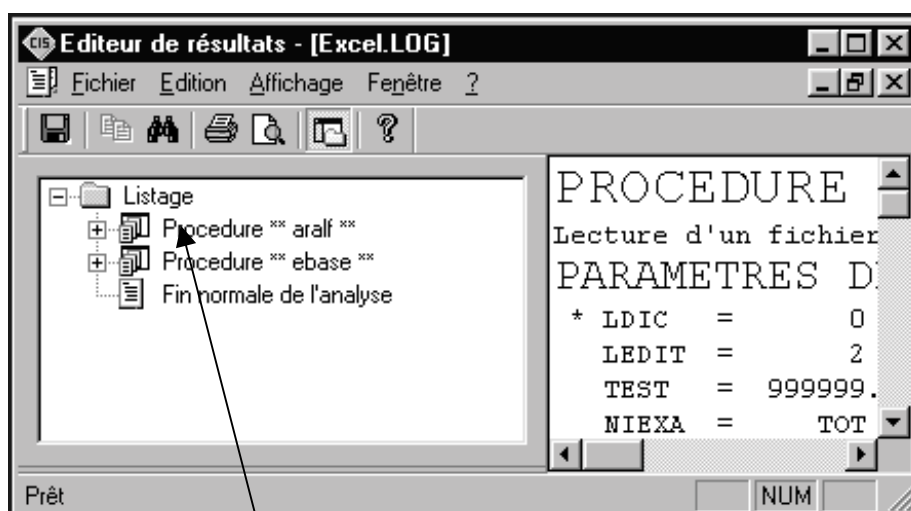 CIS Editeur de résultats - [Excel.LOG]
Fichier Edition Affichage Fenêtre ?
Listage
Procedure ** aralf **
Procedure ** ebase **
Fin normale de l'analyse
PROCEDURE
Lecture d'un fichier
PARAMETRES D
* LDIC = 0
LEDIT = 2
TEST = 999999.
NIEXA = TOT
Prêt NUM